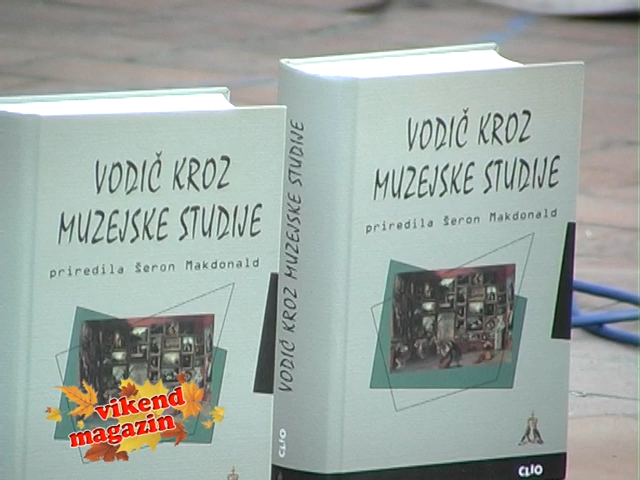 VODIČ KROZ
MUZEJSKE STUDIJE
priredila Šeron Makdonald
vikend
magazin
VODIČ KROZ MUZEJSKE STUDIJE
CLIO
VODIČ KROZ
MUZEJSKE STUDIJE
priredila Šeron Makdonald
CLIO